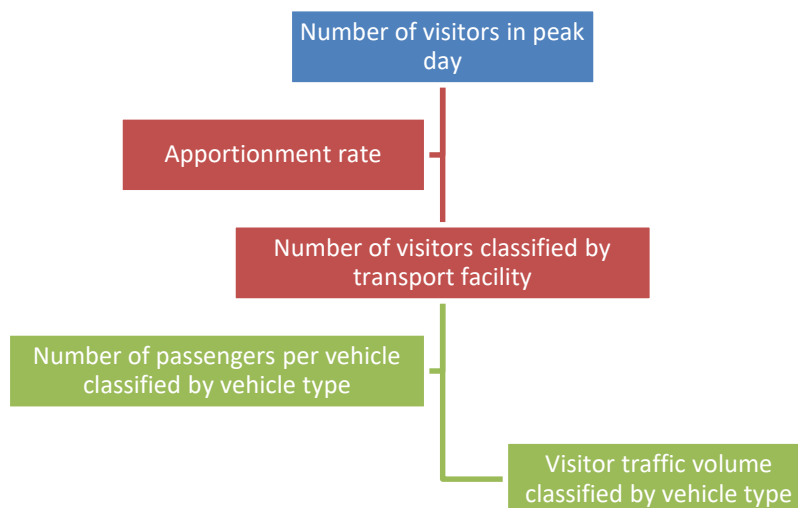 Number of visitors in peak
day
Apportionment rate
Number of visitors classified by
transport facility
Number of passengers per vehicle
classified by vehicle type
Visitor traffic volume
classified by vehicle type